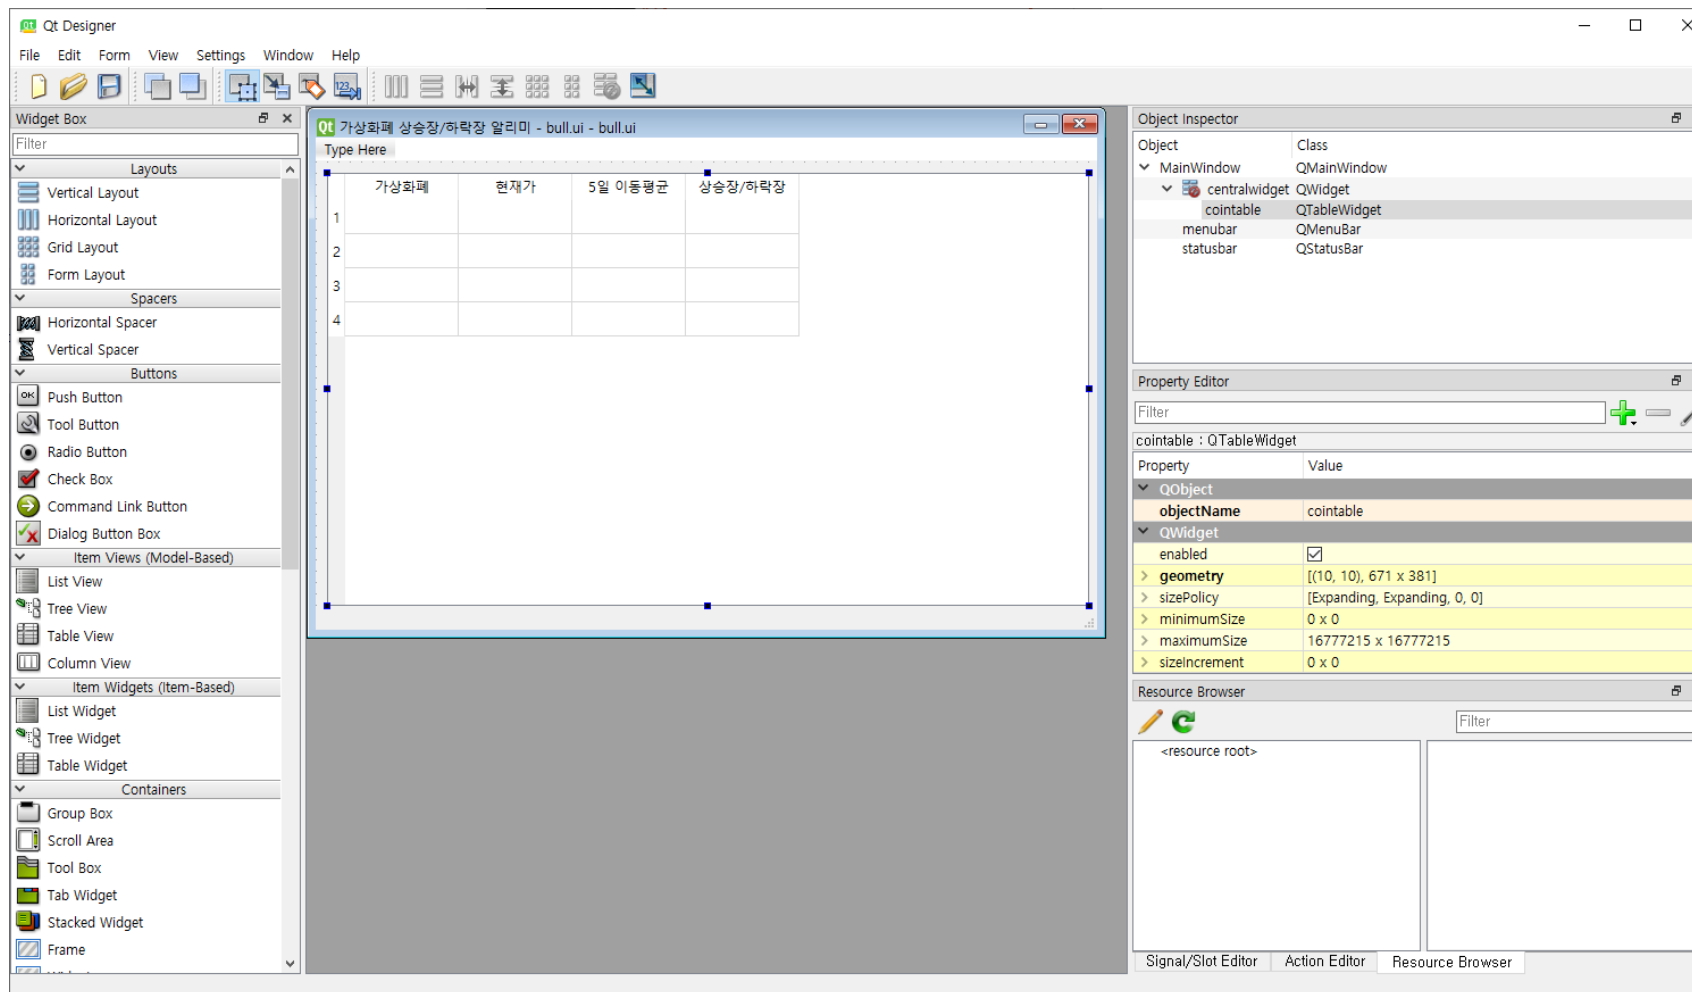 Qt Designer
File Edit Form View Settings Window Help
Widget Box
Filter
Layouts
Vertical Layout
Horizontal Layout
Grid Layout
Form Layout
Spacers
Horizontal Spacer
Vertical Spacer
Buttons
OK Push Button
Tool Button
Radio Button
Check Box
Command Link Button
Dialog Button Box
Item Views (Model-Based)
List View
Tree View
Table View
Column View
Item Widgets (Item-Based)
List Widget
Tree Widget
Table Widget
Containers
Group Box
Scroll Area
Tool Box
Tab Widget
Stacked Widget
Frame
Qt 가상화폐 상승장/하락장 알리미 - bull.ui - bull.ui
Type Here
가상화폐 현재가 5일 이동평균 상승장/하락장
1
2
3
4
Object Inspector
Object Class
MainWindow QMainWindow
centralwidget QWidget
cointable QTableWidget
menubar QMenuBar
statusbar QStatusBar
Property Editor
Filter
cointable : QTableWidget
Property Value
QObject
objectName cointable
QWidget
enabled
geometry [(10, 10), 671 x 381]
sizePolicy [Expanding, Expanding, 0, 0]
minimumSize 0 x 0
maximumSize 16777215 x 16777215
sizeIncrement 0 x 0
Resource Browser
Filter
<resource root>
Signal/Slot Editor Action Editor Resource Browser